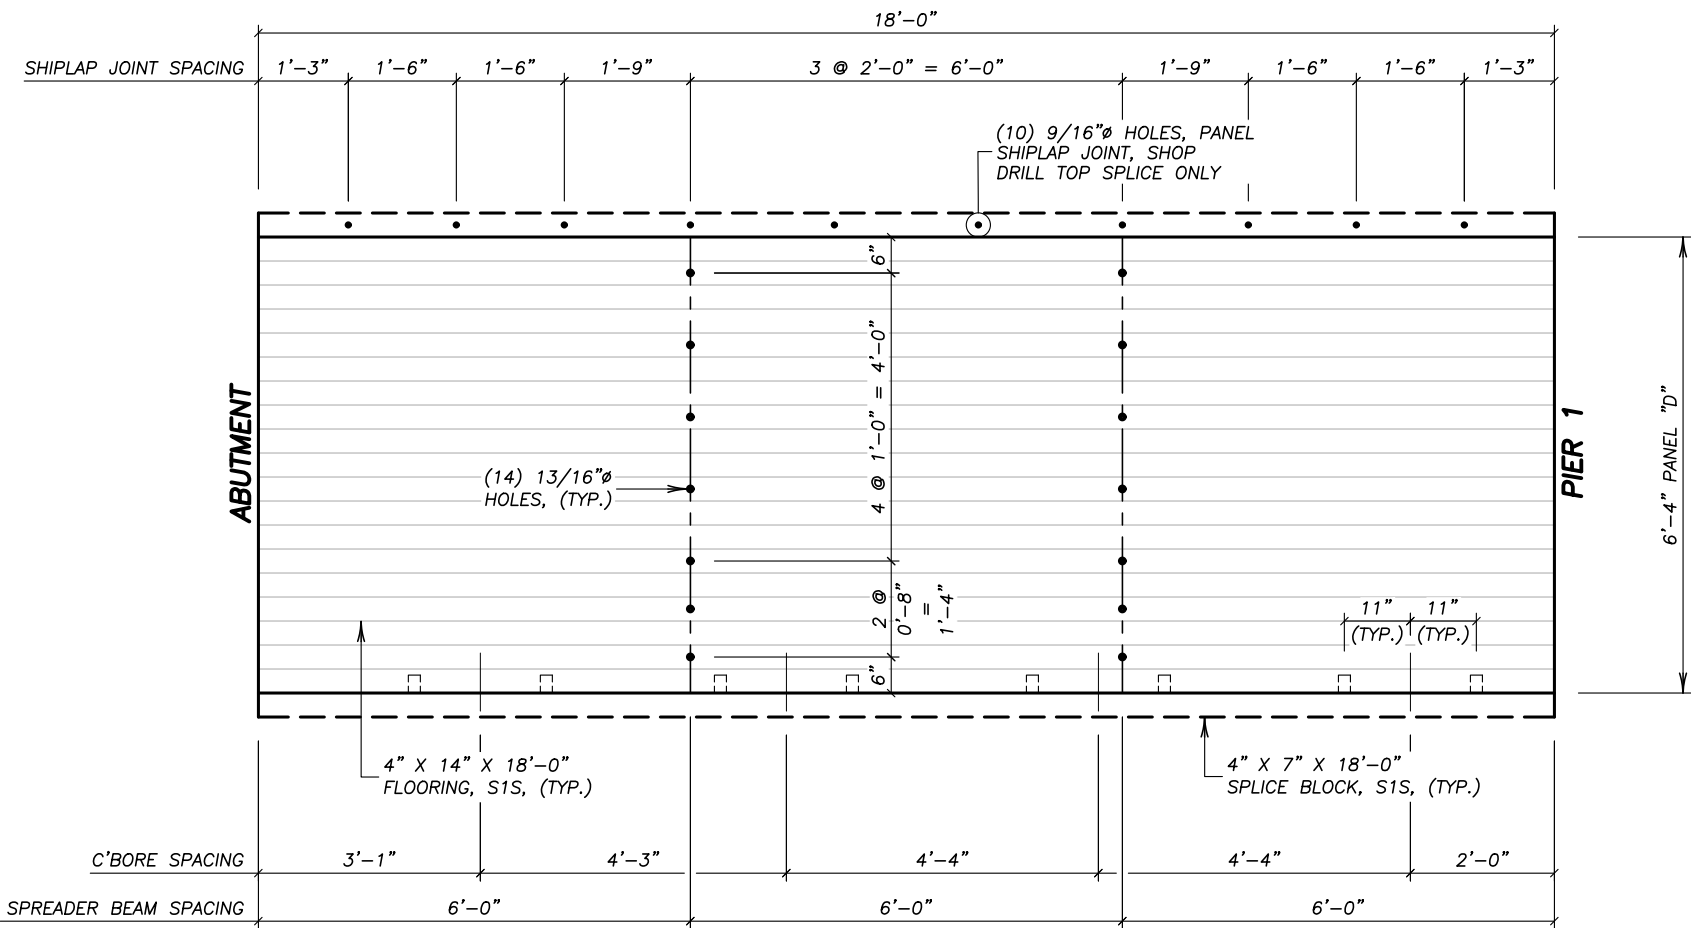 18'-0"
SHIPLAP JOINT SPACING 1'-3" 1'-6" 1'-6" 1'-9" 3 @ 2'-0" = 6'-0" 1'-9" 1'-6" 1'-6" 1'-3"
(10) 9/16"ø HOLES, PANEL
SHIPLAP JOINT, SHOP
DRILL TOP SPLICE ONLY
6"
4 @ 1'-0" = 4'-0"
2 @
0'-8"
=
1'-4"
6"
ABUTMENT
(14) 13/16"ø
HOLES, (TYP.)
PIER 1
6'-4" PANEL "D"
11" 11"
(TYP.) (TYP.)
4" X 14" X 18'-0"
FLOORING, S1S, (TYP.)
4" X 7" X 18'-0"
SPLICE BLOCK, S1S, (TYP.)
C'BORE SPACING 3'-1" 4'-3" 4'-4" 4'-4" 2'-0"
SPREADER BEAM SPACING 6'-0" 6'-0" 6'-0"